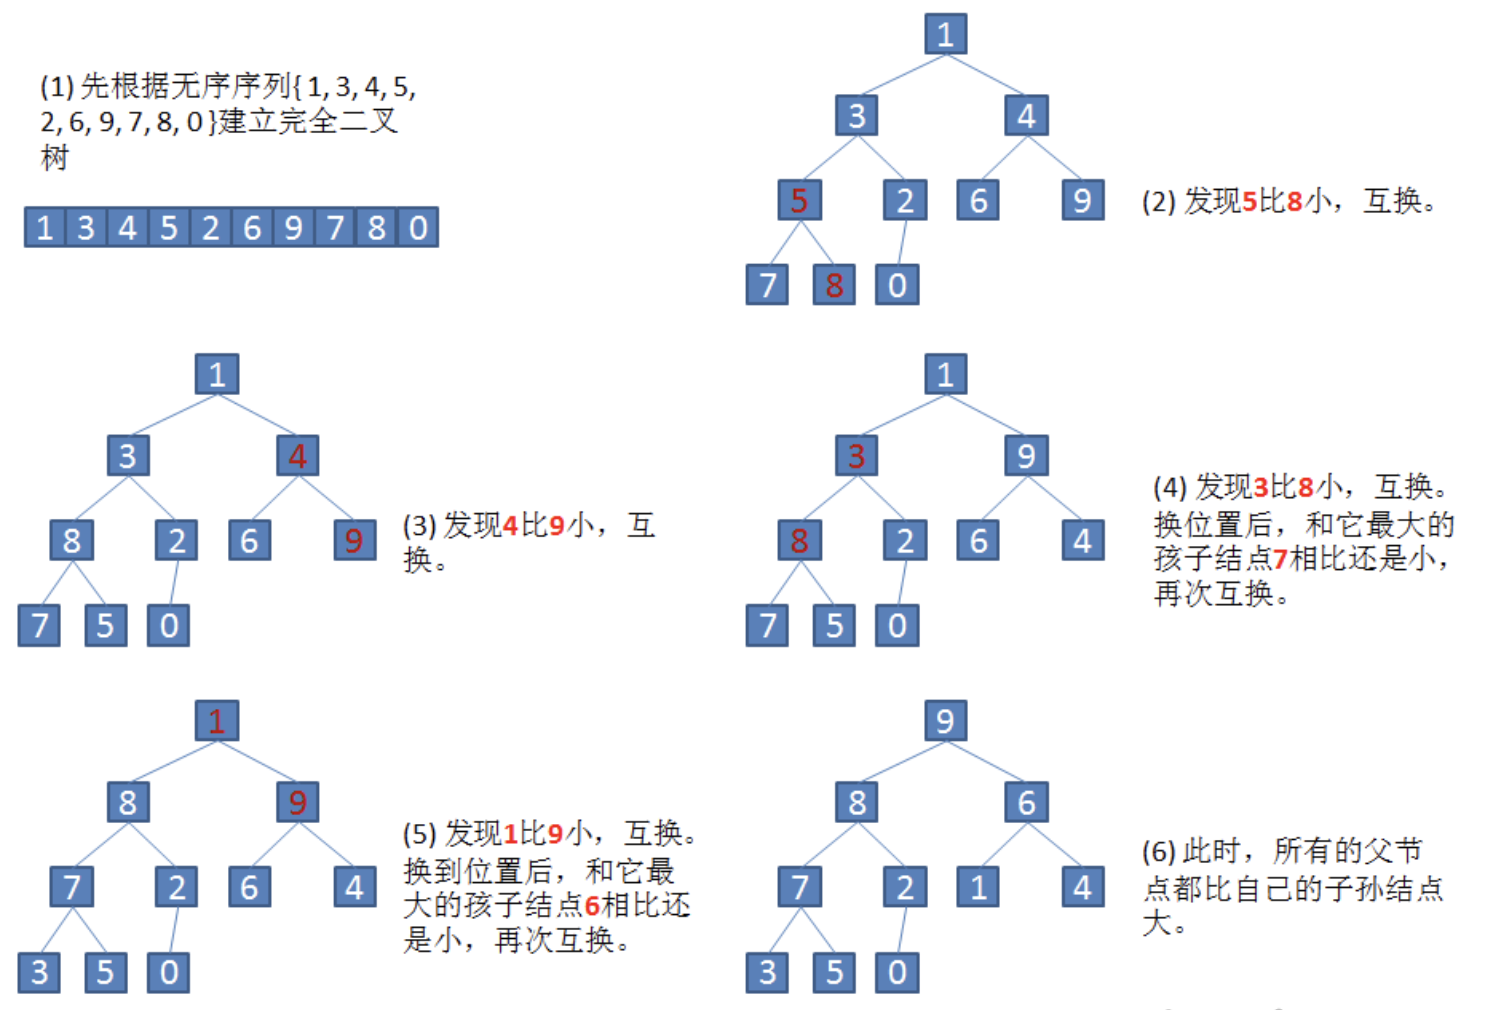 (1) 先根据无序序列{ 1, 3, 4, 5,
2, 6, 9, 7, 8, 0 }建立完全二叉
树
1 3 4 5 2 6 9 7 8 0
1
3 4
5 2 6 9
7 8 0
(2) 发现5比8小，互换。
1
3 4
8 2 6 9
7 5 0
(3) 发现4比9小，互
换。
1
3 9
8 2 6 4
7 5 0
(4) 发现3比8小，互换。
换位置后，和它最大的
孩子结点7相比还是小，
再次互换。
1
8 9
7 2 6 4
3 5 0
(5) 发现1比9小，互换。
换到位置后，和它最
大的孩子结点6相比还
是小，再次互换。
9
8 6
7 2 1 4
3 5 0
(6) 此时，所有的父节
点都比自己的子孙结点
大。